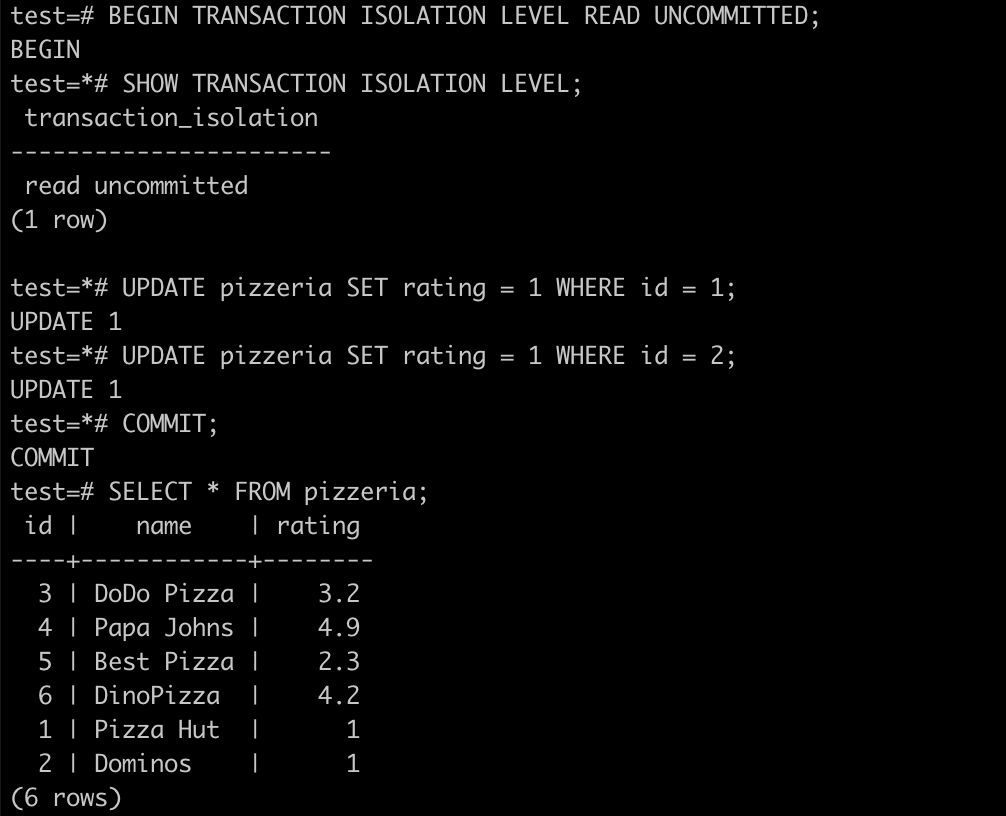 test=# BEGIN TRANSACTION ISOLATION LEVEL READ UNCOMMITTED;
BEGIN
test=*# SHOW TRANSACTION ISOLATION LEVEL;
 transaction_isolation
-----------------------
 read uncommitted
(1 row)

test=*# UPDATE pizzeria SET rating = 1 WHERE id = 1;
UPDATE 1
test=*# UPDATE pizzeria SET rating = 1 WHERE id = 2;
UPDATE 1
test=*# COMMIT;
COMMIT
test=# SELECT * FROM pizzeria;
 id |    name    | rating
----+------------+--------
  3 | DoDo Pizza |    3.2
  4 | Papa Johns |    4.9
  5 | Best Pizza |    2.3
  6 | DinoPizza  |    4.2
  1 | Pizza Hut  |      1
  2 | Dominos    |      1
(6 rows)